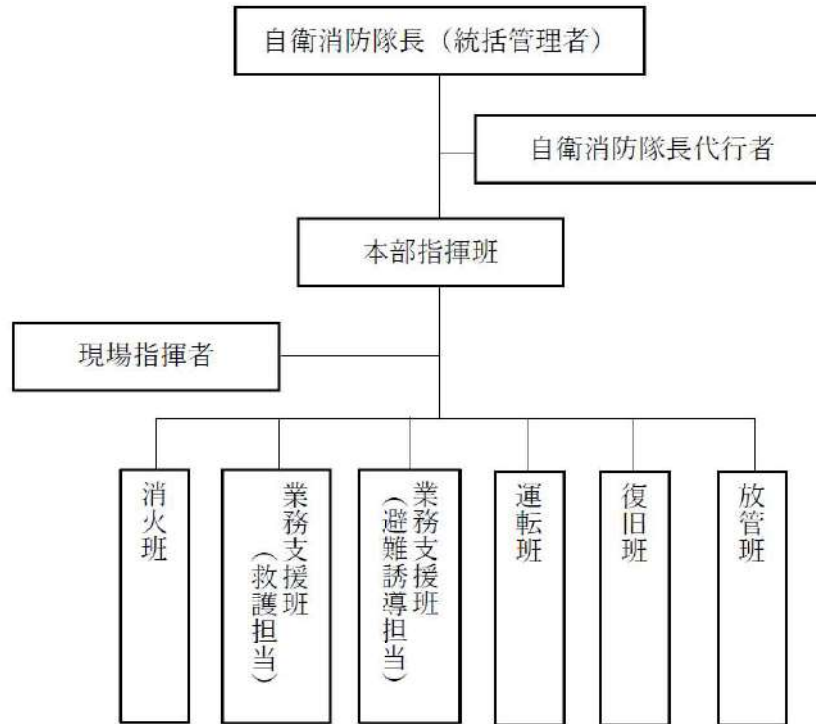 自衛消防隊長（統括管理者）
自衛消防隊長代行者
本部指揮班
現場指揮者
消火班
業務支援班
（救護担当）
業務支援班
（避難誘導担当）
運転班
復旧班
放管班